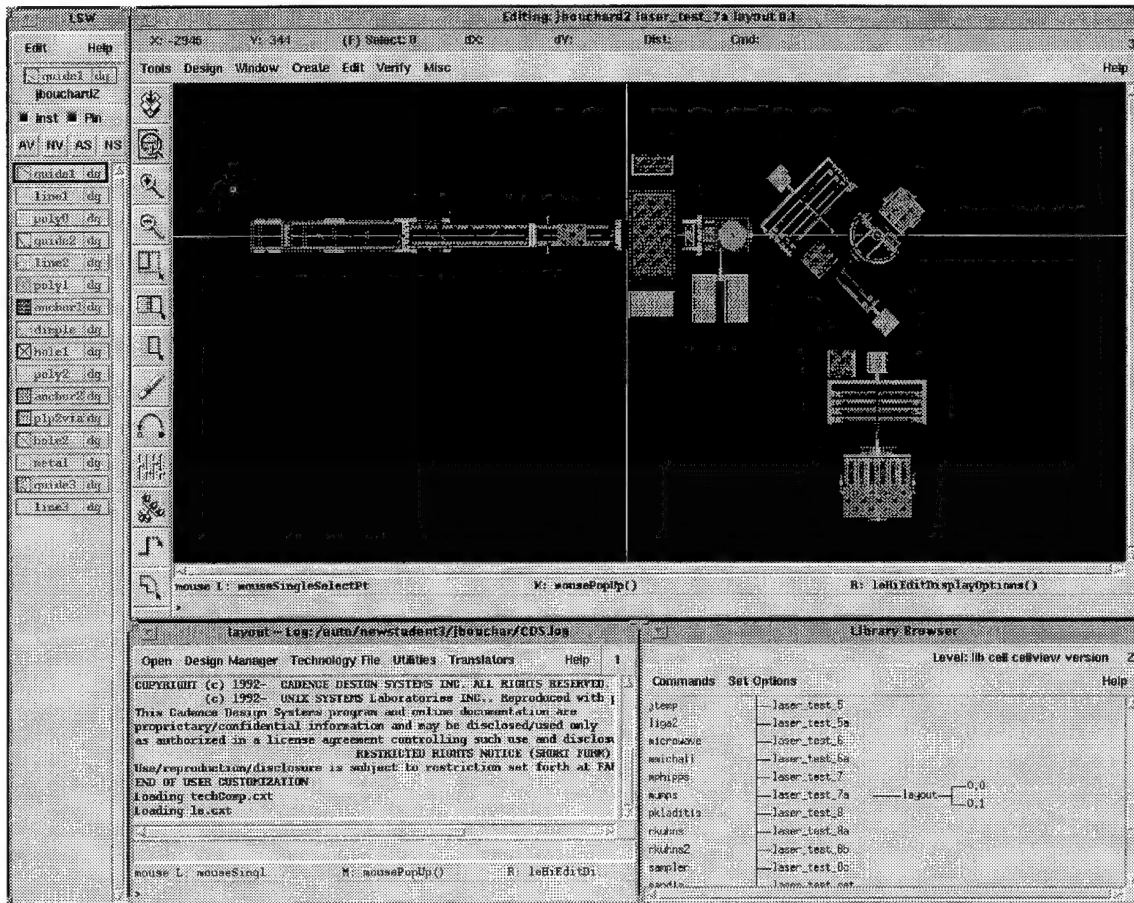 LSW
Edit Help
guide1 dg
jbouchard2
Inst Pin
AV NV AS NS
guide1 dg
line1 dg
poly0 dg
guide2 dg
line2 dg
poly1 dg
anchor1 dg
dimple dg
hole1 dg
poly2 dg
anchor2 dg
p1p2via dg
hole2 dg
metal dg
guide3 dg
line3 dg
Editing: jbouchard2 laser_test_7a layout 0.1
X: -2946 Y: 344 (F) Select: 0 dX: dY: Dist: Cmd: 3
Tools Design Window Create Edit Verify Misc Help
mouse L: mouseSingleSelectPt M: mousePopUp() R: leHiEditDisplayOptions()
>
layout - Log: /auto/newstudent3/jbouchar/CDS.log
Open Design Manager Technology File Utilities Translators Help 1
COPYRIGHT (c) 1992- CADENCE DESIGN SYSTEMS INC. ALL RIGHTS RESERVED.
(c) 1992- UNIX SYSTEMS Laboratories INC., Reproduced with p
This Cadence Design Systems program and online documentation are
proprietary/confidential information and may be disclosed/used only
as authorized in a license agreement controlling such use and disclosu
RESTRICTED RIGHTS NOTICE (SHORT FORM)
Use/reproduction/disclosure is subject to restriction set forth at FAR
END OF USER CUSTOMIZATION
Loading techComp.cxt
Loading le.cxt
mouse L: mouseSingl M: mousePopUp() R: leHiEditDi
>
Library Browser
Level: lib cell cellview version 2
Commands Set Options Help
jtemp laser_test_5
liga2 laser_test_5a
microwave laser_test_6
mmichali laser_test_6a
mphipps laser_test_7
mumps laser_test_7a layout 0.0
0.1
pkladitis laser_test_8
rkuhns laser_test_8a
rkuhns2 laser_test_8b
sampler laser_test_8c
sandia